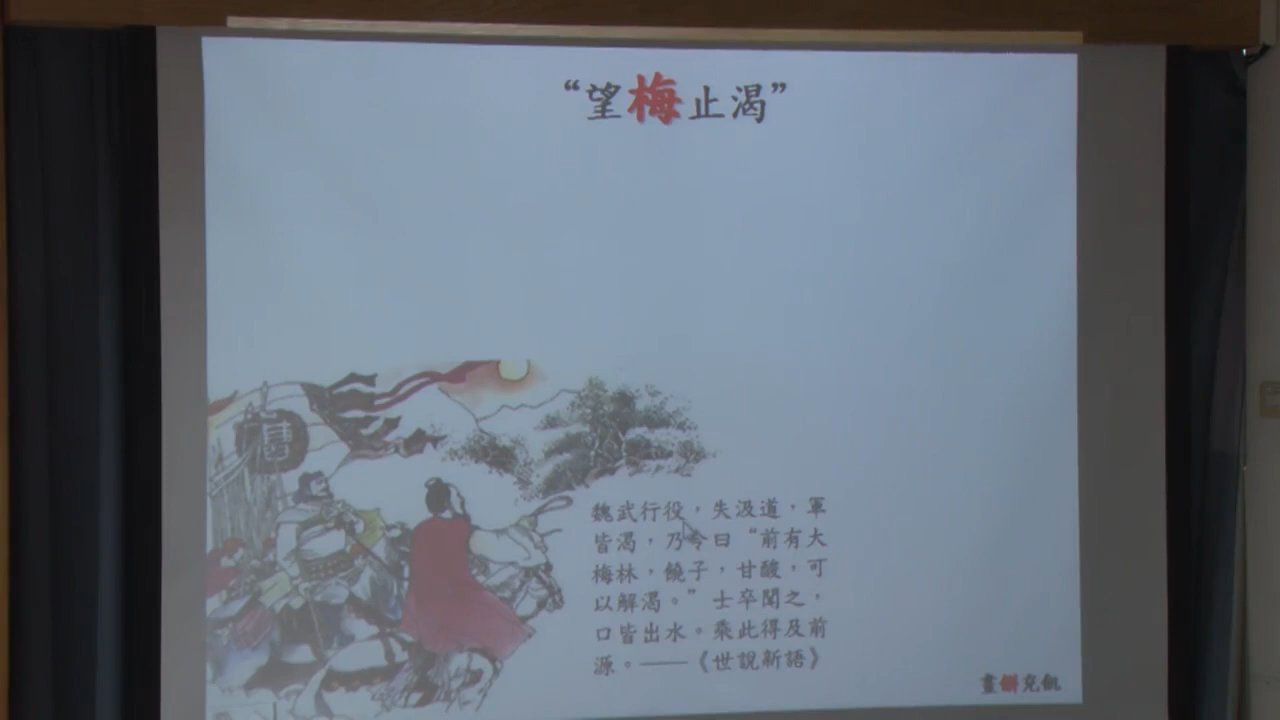 “望梅止渴”
魏武行役，失汲道，軍
皆渴，乃令曰“前有大
梅林，饒子，甘酸，可
以解渴。”士卒聞之，
口皆出水。乘此得及前
源。——《世說新語》
畫餅充飢